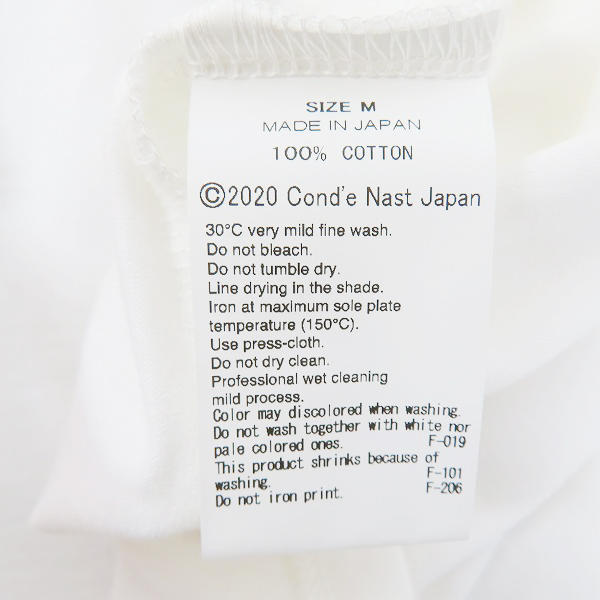 SIZE M
MADE IN JAPAN
100% COTTON
©2020 Cond'e Nast Japan
30°C very mild fine wash.
Do not bleach.
Do not tumble dry.
Line drying in the shade.
Iron at maximum sole plate
temperature (150°C).
Use press-cloth.
Do not dry clean.
Professional wet cleaning
mild process.
Color may discolored when washing.
Do not wash together with white nor
pale colored ones. F-019
This product shrinks because of
washing. F-101
Do not iron print. F-206